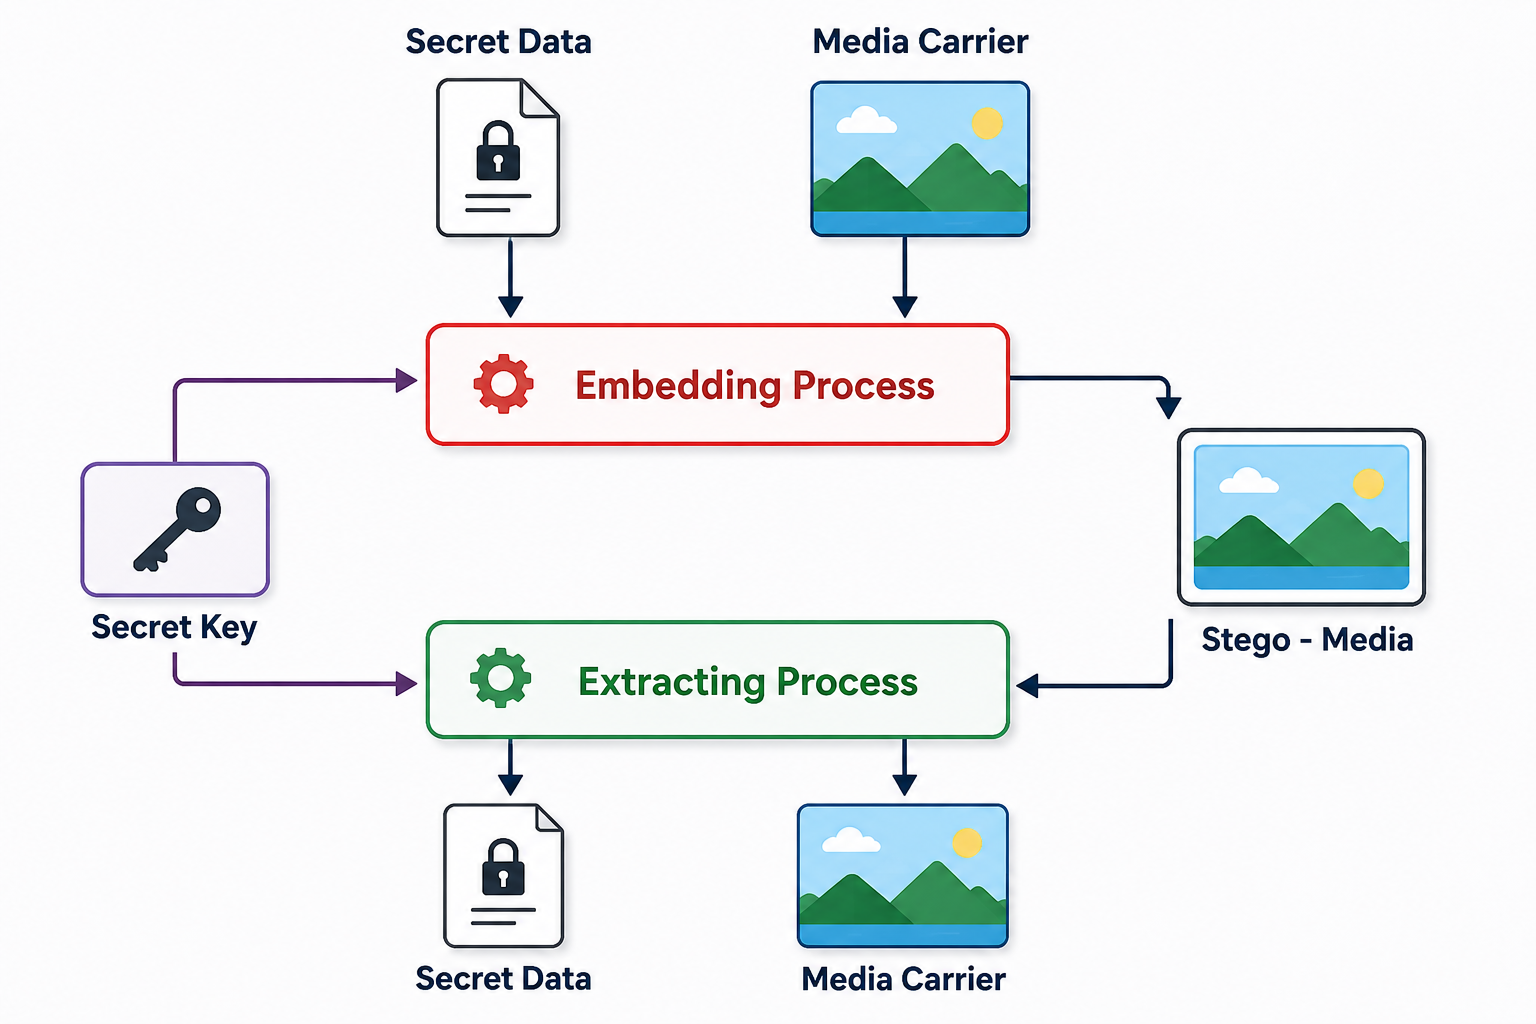 Secret Data
Media Carrier
Embedding Process
Secret Key
Stego - Media
Extracting Process
Secret Data
Media Carrier